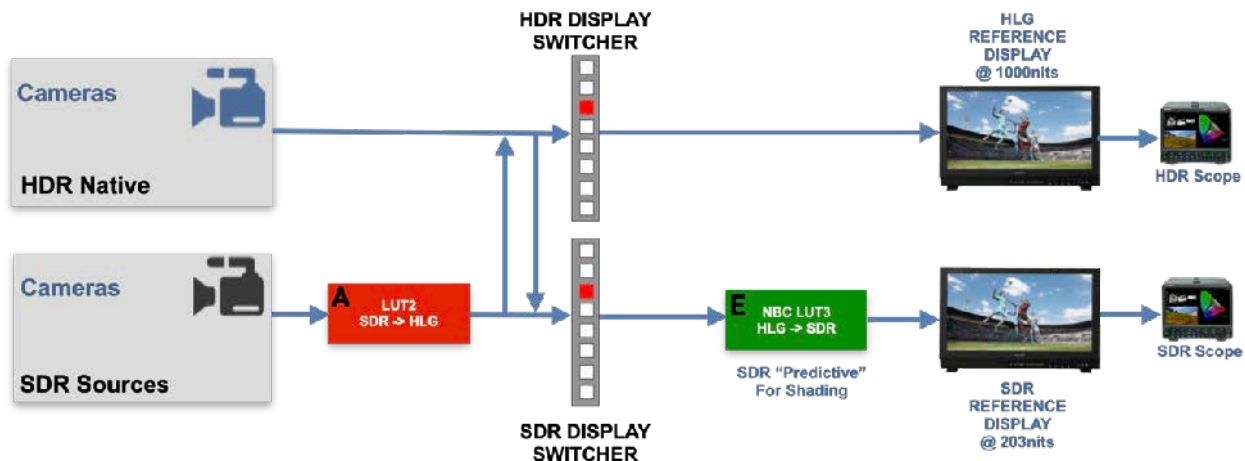 HDR DISPLAY
SWITCHER
HLG
REFERENCE
DISPLAY
@ 1000nits
Cameras
HDR Native
HDR Scope
Cameras
SDR Sources
A
LUT2
SDR -> HLG
E
NBC LUT3
HLG -> SDR
SDR “Predictive”
For Shading
SDR Scope
SDR
REFERENCE
DISPLAY
@ 203nits
SDR DISPLAY
SWITCHER